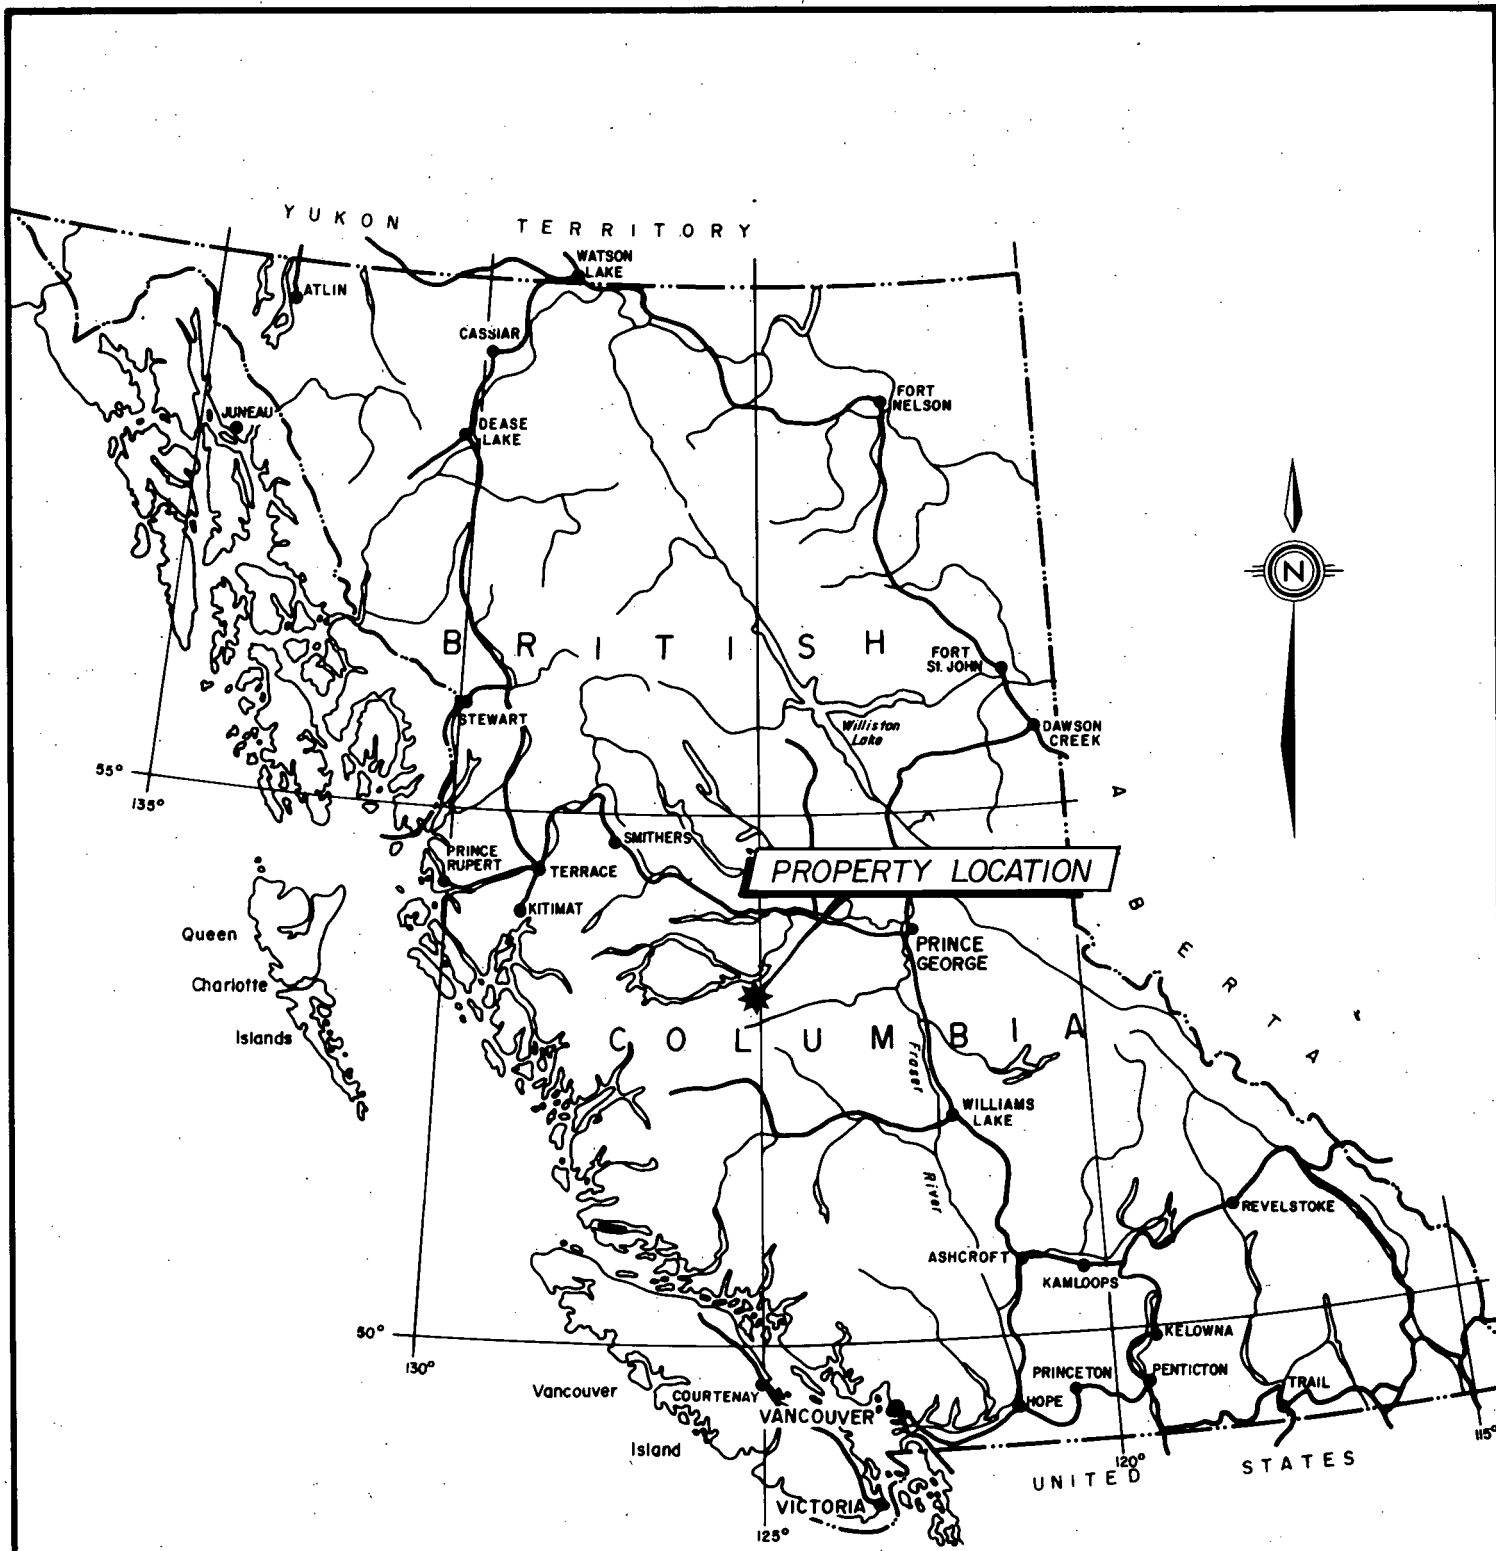 YUKON TERRITORY
WATSON
LAKE
ATLIN
CASSIAR
FORT
NELSON
JUNEAU
DEASE
LAKE
N
BRITISH
FORT
St. JOHN
STEWART
Williston
Lake
DAWSON
CREEK
55°
135°
ALBERTA
SMITHERS
PRINCE
RUPERT
TERRACE
PROPERTY LOCATION
KITIMAT
Queen
Charlotte
Islands
PRINCE
GEORGE
COLUMBIA
Fraser
River
WILLIAMS
LAKE
REVELSTOKE
ASHCROFT
KAMLOOPS
50°
130°
KELOWNA
PRINCETON
PENTICTON
Vancouver
Island
COURTENAY
VANCOUVER
HOPE
TRAIL
115°
120°
UNITED STATES
VICTORIA
125°